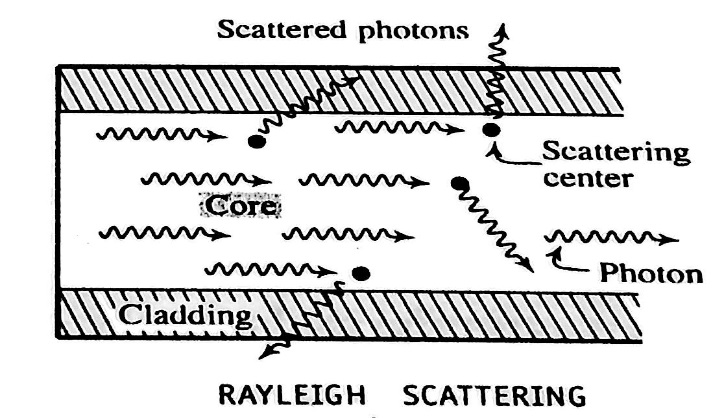 Scattered photons
Scattering
center
Core
Photon
Cladding
RAYLEIGH SCATTERING